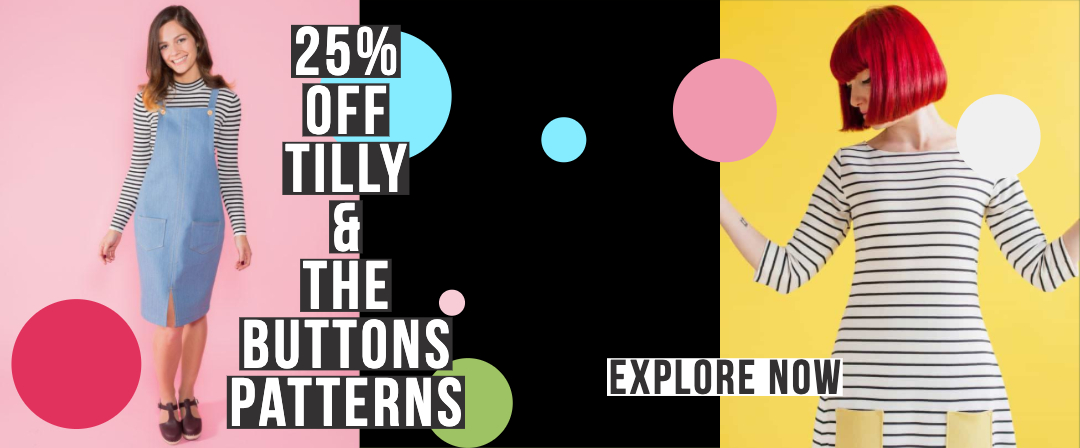 25%
OFF
TILLY
&
THE
BUTTONS
PATTERNS
EXPLORE NOW